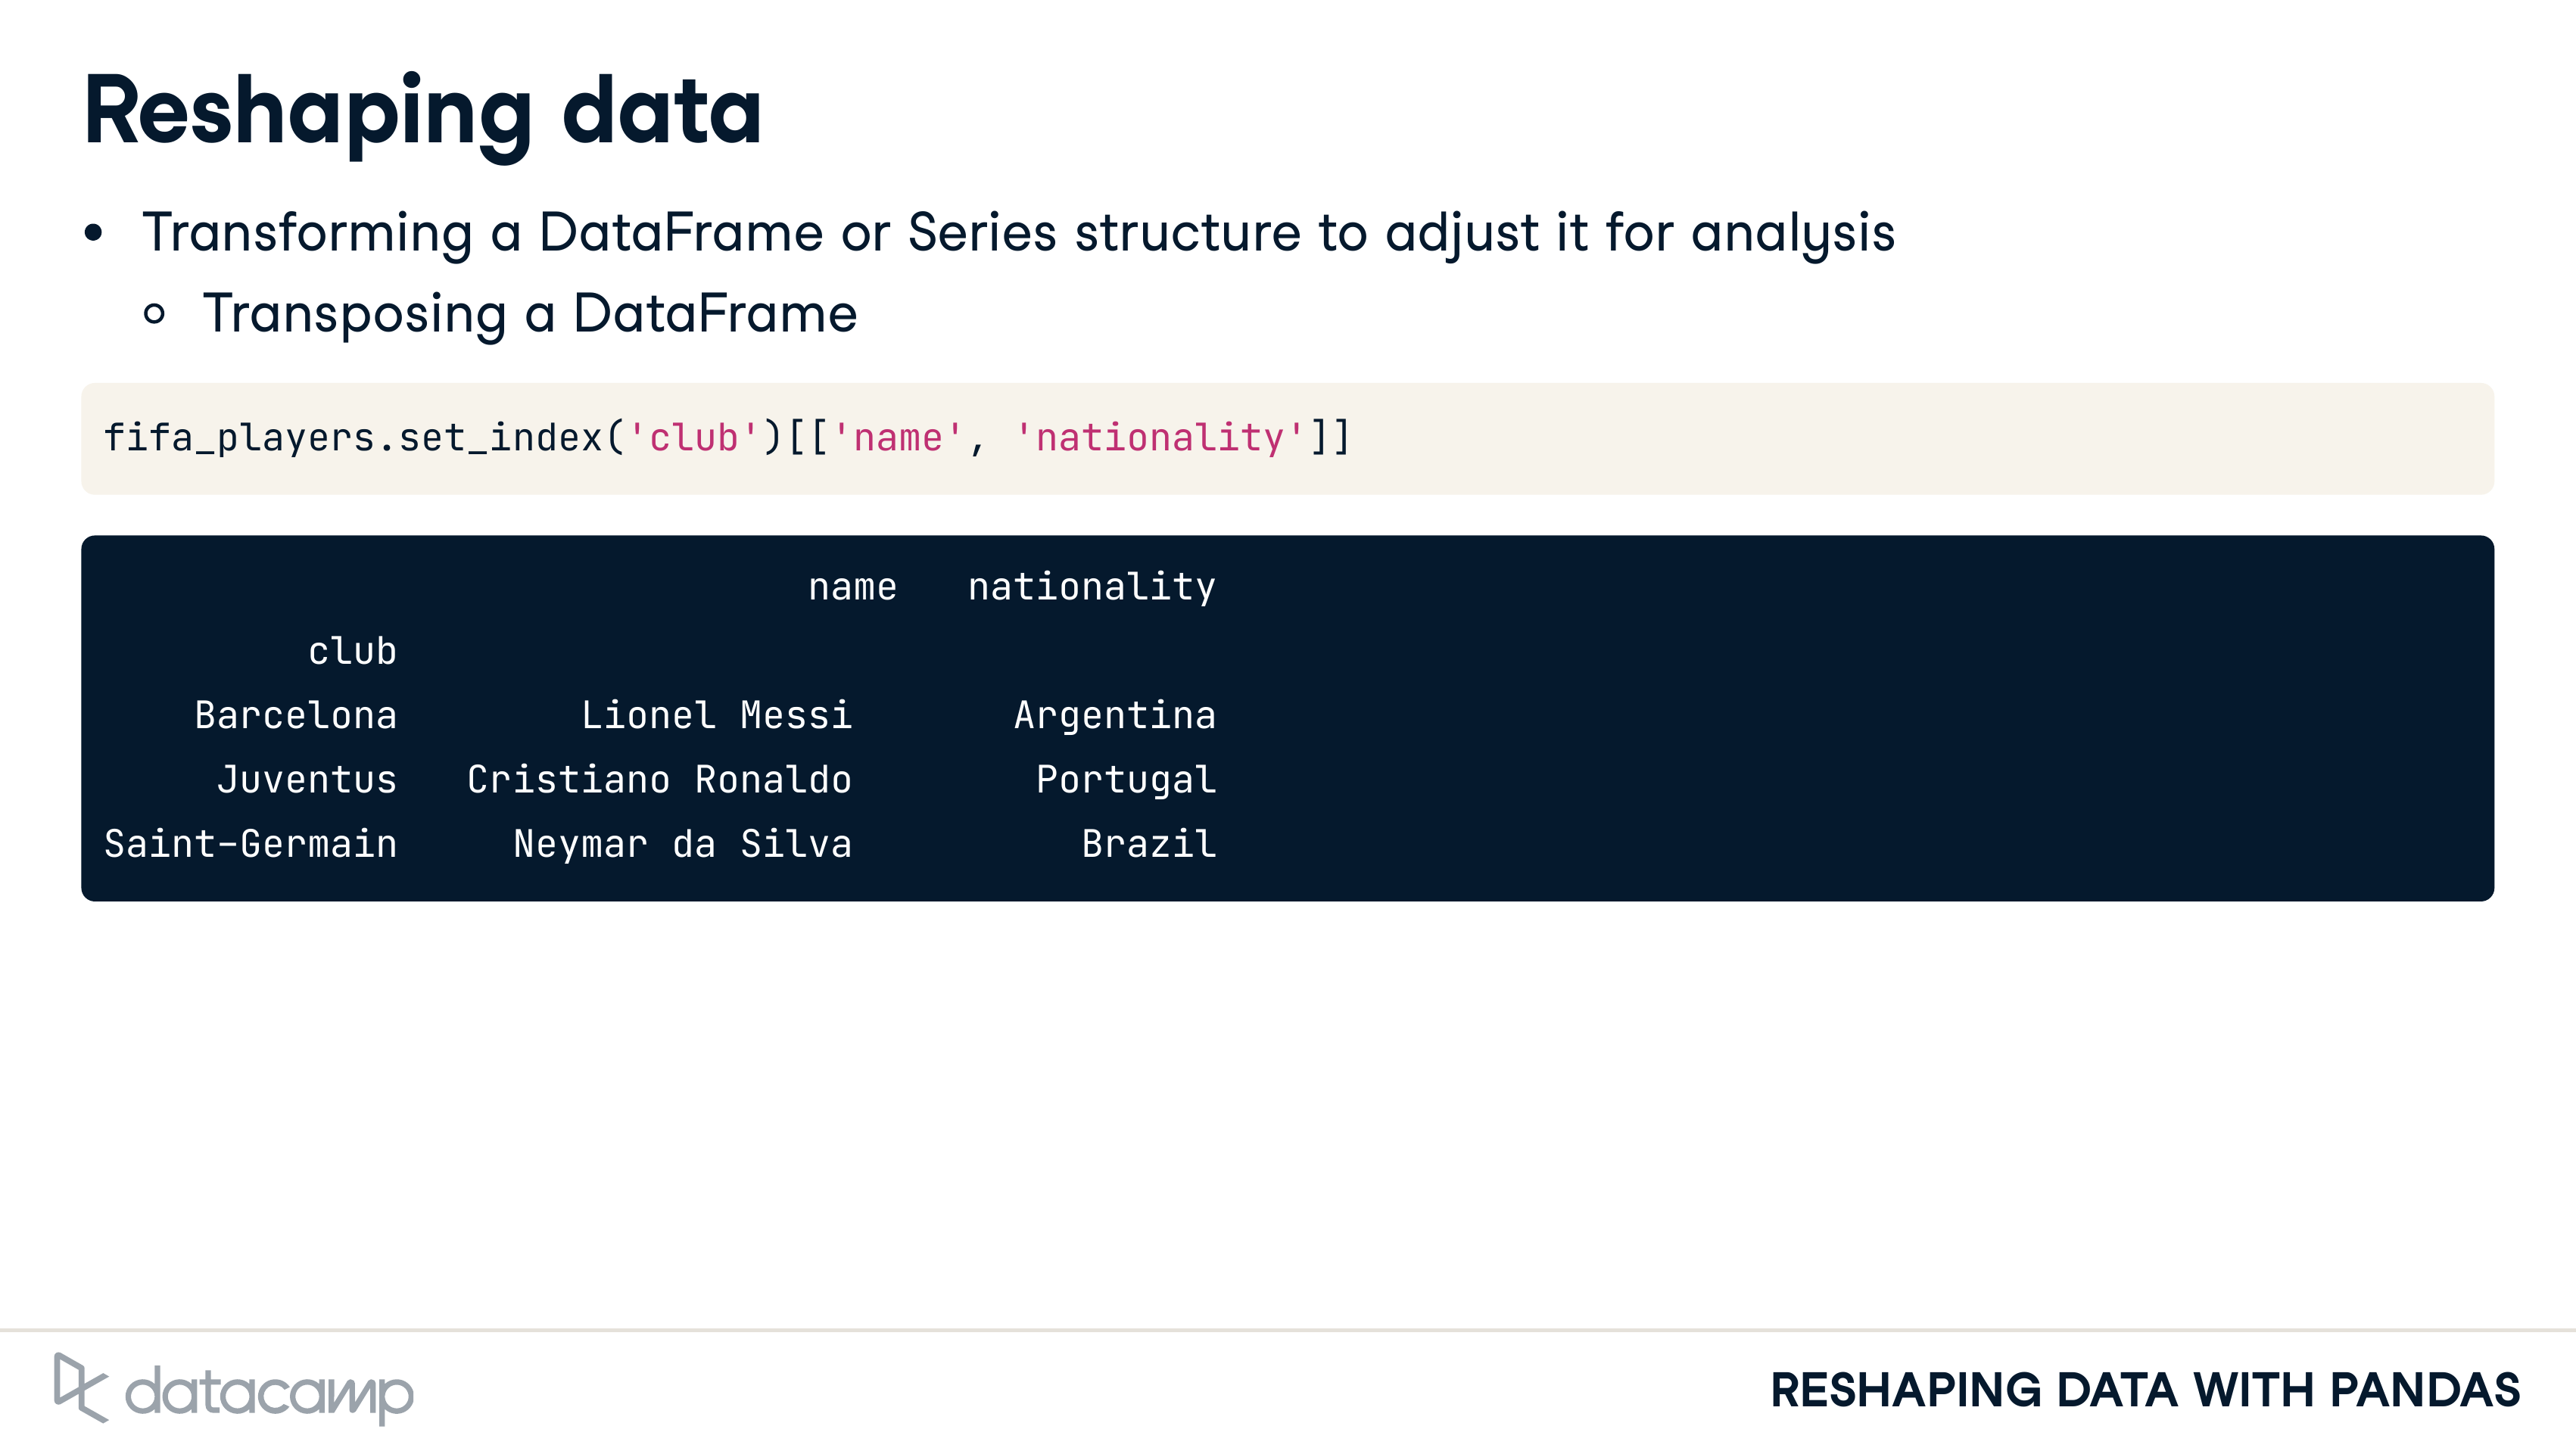 Reshaping data
• Transforming a DataFrame or Series structure to adjust it for analysis
○ Transposing a DataFrame
fifa_players.set_index('club')[['name', 'nationality']]
name nationality
club
Barcelona Lionel Messi Argentina
Juventus Cristiano Ronaldo Portugal
Saint-Germain Neymar da Silva Brazil
datacamp
RESHAPING DATA WITH PANDAS